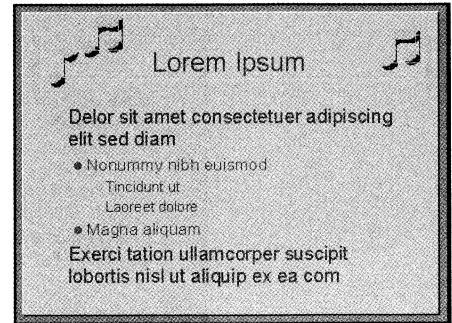 Lorem Ipsum
Delor sit amet consectetuer adipiscing
elit sed diam
Nonummy nibh euismod
Tincidunt ut
Laoreet dolore
Magna aliquam
Exerci tation ullamcorper suscipit
lobortis nisl ut aliquip ex ea com